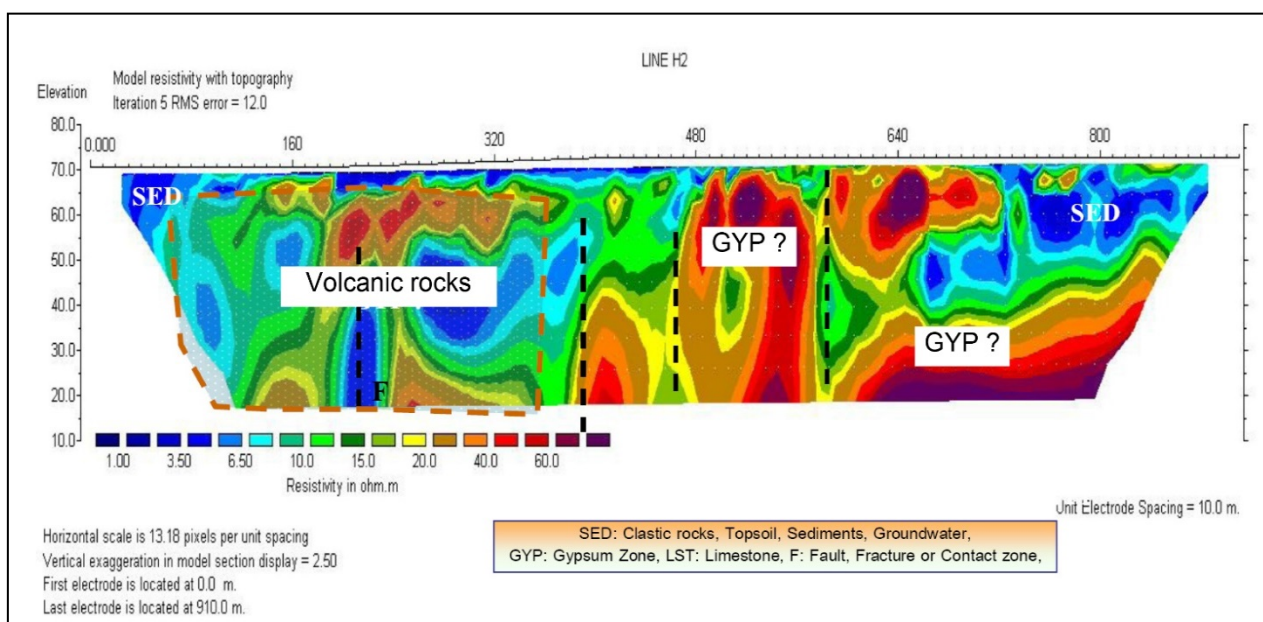 LINE H2
Model resistivity with topography
Elevation
Iteration 5 RMS error = 12.0
80.0
0.000 160 320 480 640 800
70.0
60.0
50.0
40.0
30.0
20.0
10.0
SED
Volcanic rocks
F
GYP ?
GYP ?
SED
1.00 3.50 6.50 10.0 15.0 20.0 40.0 60.0
Resistivity in ohm.m
Unit Electrode Spacing = 10.0 m.
Horizontal scale is 13.18 pixels per unit spacing
Vertical exaggeration in model section display = 2.50
First electrode is located at 0.0 m.
Last electrode is located at 910.0 m.
SED: Clastic rocks, Topsoil, Sediments, Groundwater,
GYP: Gypsum Zone, LST: Limestone, F: Fault, Fracture or Contact zone,